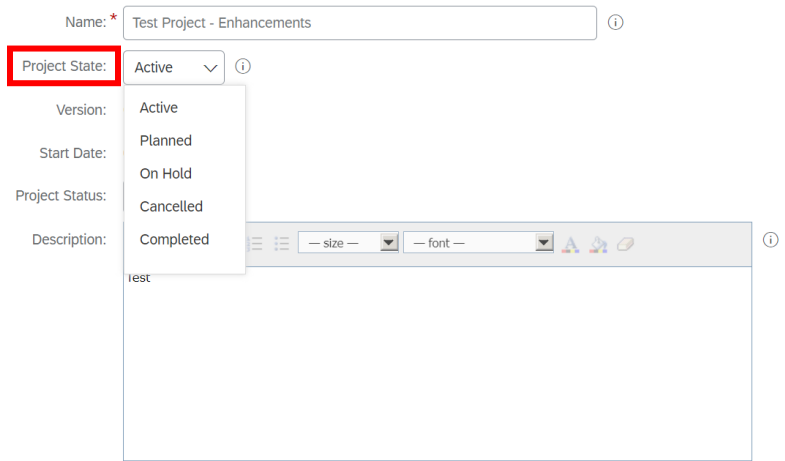 Name: * Test Project - Enhancements
Project State: Active
Version:
Active
Planned
Start Date:
On Hold
Project Status:
Cancelled
Description:
Completed
— size — — font —
Test